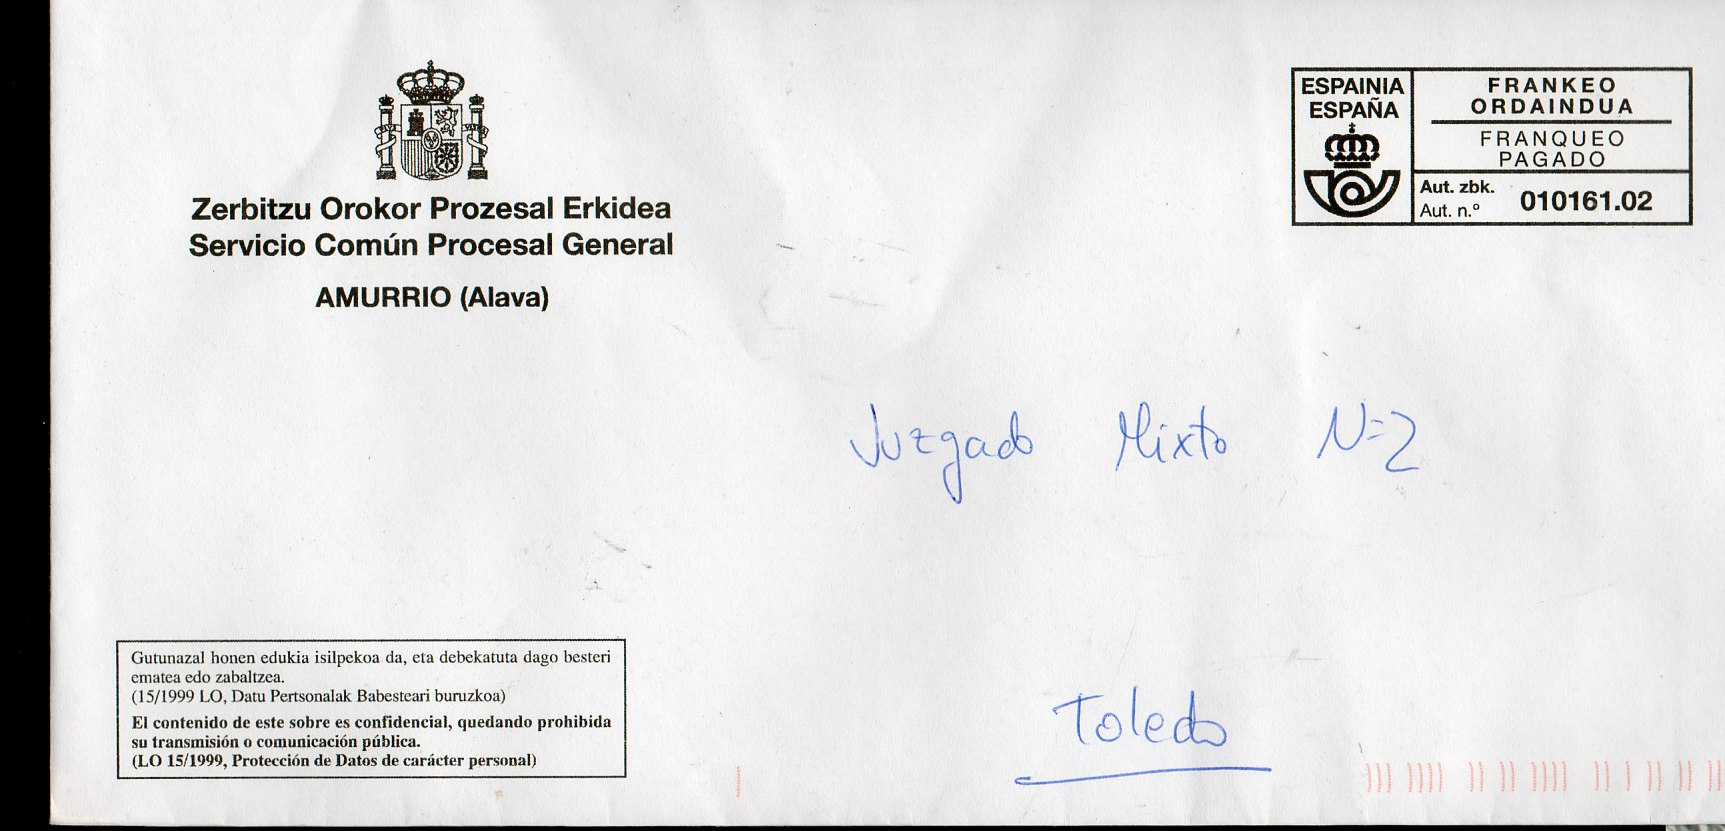 Zerbitzu Orokor Prozesal Erkidea
Servicio Común Procesal General
AMURRIO (Alava)
ESPAINIA
ESPAÑA
FRANKEO
ORDAINDUA
FRANQUEO
PAGADO
Aut. zbk.
Aut. n.º 010161.02
Juzgado Mixto Nº 2
Toledo
Gutunazal honen edukia isilpekoa da, eta debekatuta dago besteri
ematea edo zabaltzea.
(15/1999 LO, Datu Pertsonalak Babesteari buruzkoa)
El contenido de este sobre es confidencial, quedando prohibida
su transmisión o comunicación pública.
(LO 15/1999, Protección de Datos de carácter personal)